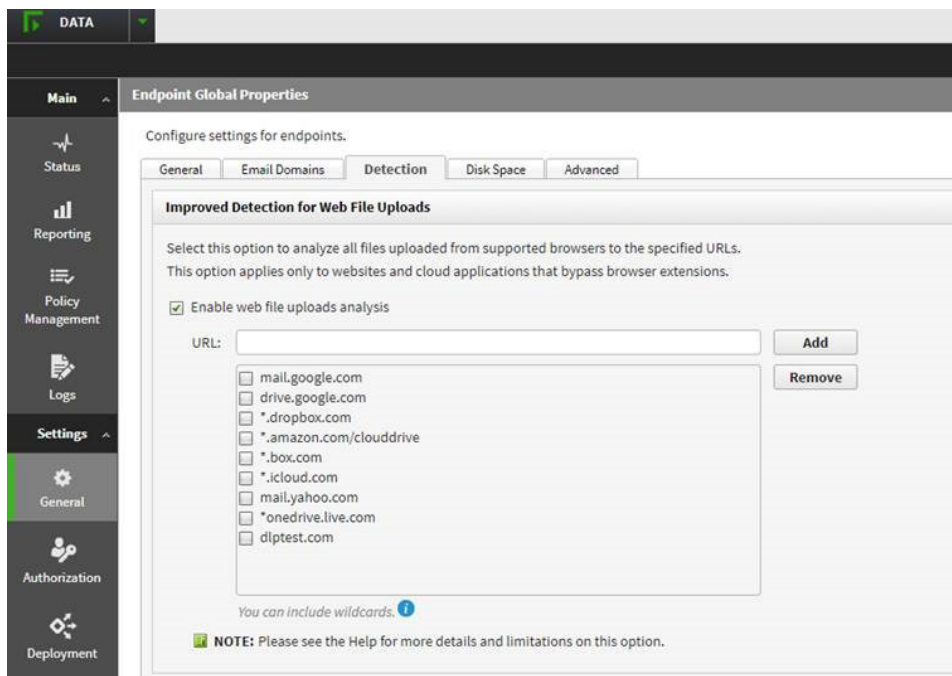 DATA
Main
Status
Reporting
Policy
Management
Logs
Settings
General
Authorization
Deployment
Endpoint Global Properties
Configure settings for endpoints.
General Email Domains Detection Disk Space Advanced
Improved Detection for Web File Uploads
Select this option to analyze all files uploaded from supported browsers to the specified URLs.
This option applies only to websites and cloud applications that bypass browser extensions.
Enable web file uploads analysis
URL: Add
Remove
mail.google.com
drive.google.com
*.dropbox.com
*.amazon.com/clouddrive
*.box.com
*.icloud.com
mail.yahoo.com
*onedrive.live.com
dlptest.com
You can include wildcards.
NOTE: Please see the Help for more details and limitations on this option.